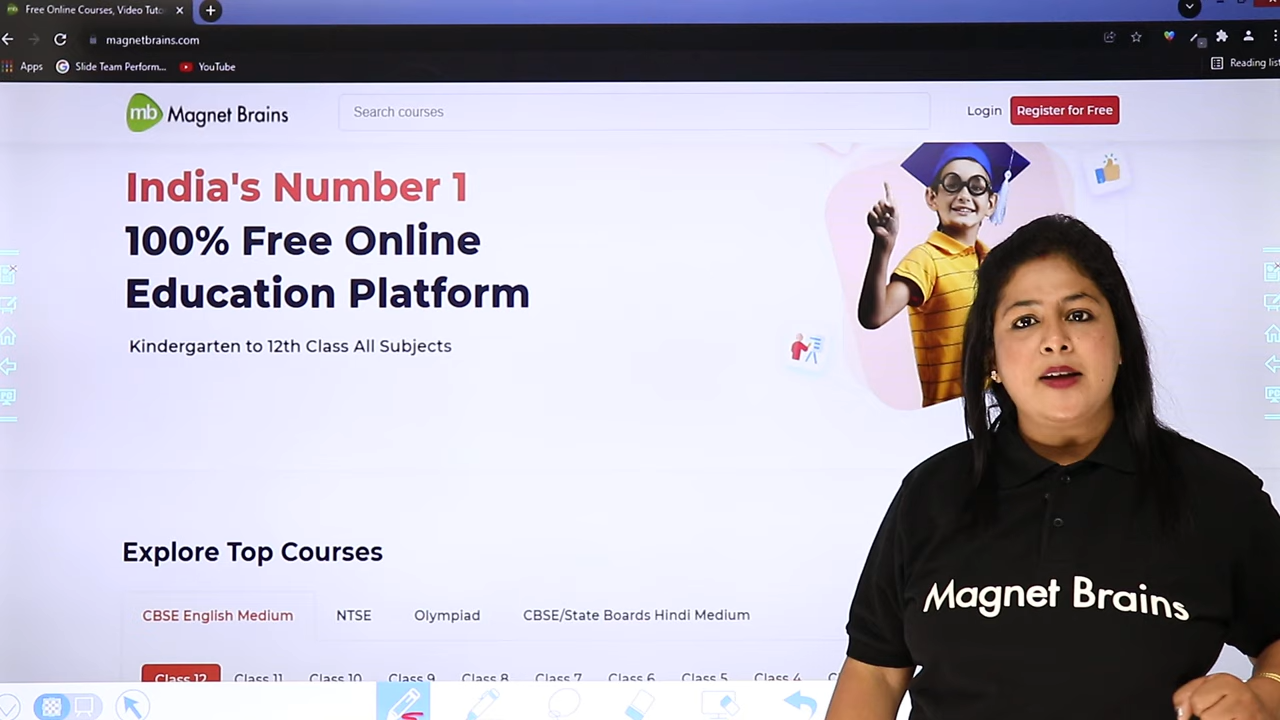 Free Online Courses, Video Tuto
magnetbrains.com
Apps
Slide Team Perform...
YouTube
Reading list
mb Magnet Brains
Search courses
Login
Register for Free
India's Number 1
100% Free Online
Education Platform
Kindergarten to 12th Class All Subjects
Explore Top Courses
CBSE English Medium
NTSE
Olympiad
CBSE/State Boards Hindi Medium
Class 12
Class 11
Class 10
Class 9
Class 8
Class 7
Class 6
Class 5
Class 4
Magnet Brains